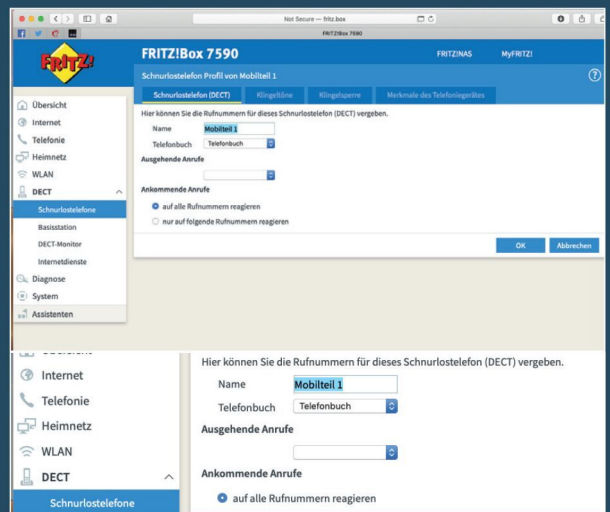 Not Secure — fritz.box
FRITZ!Box 7590
FRITZ!
FRITZ!Box 7590
FRITZ!NAS
MyFRITZ!
Schnurlostelefon Profil von Mobilteil 1
Schnurlostelefon (DECT)
Klingeltöne
Klingelsperre
Merkmale des Telefoniegerätes
Hier können Sie die Rufnummern für dieses Schnurlostelefon (DECT) vergeben.
Name
Mobilteil 1
Telefonbuch
Telefonbuch
Ausgehende Anrufe
Ankommende Anrufe
auf alle Rufnummern reagieren
nur auf folgende Rufnummern reagieren
OK
Abbrechen
Übersicht
Internet
Telefonie
Heimnetz
WLAN
DECT
Schnurlostelefone
Basisstation
DECT-Monitor
Internetdienste
Diagnose
System
Assistenten
Internet
Telefonie
Heimnetz
WLAN
DECT
Schnurlostelefone
Hier können Sie die Rufnummern für dieses Schnurlostelefon (DECT) vergeben.
Name
Mobilteil 1
Telefonbuch
Telefonbuch
Ausgehende Anrufe
Ankommende Anrufe
auf alle Rufnummern reagieren